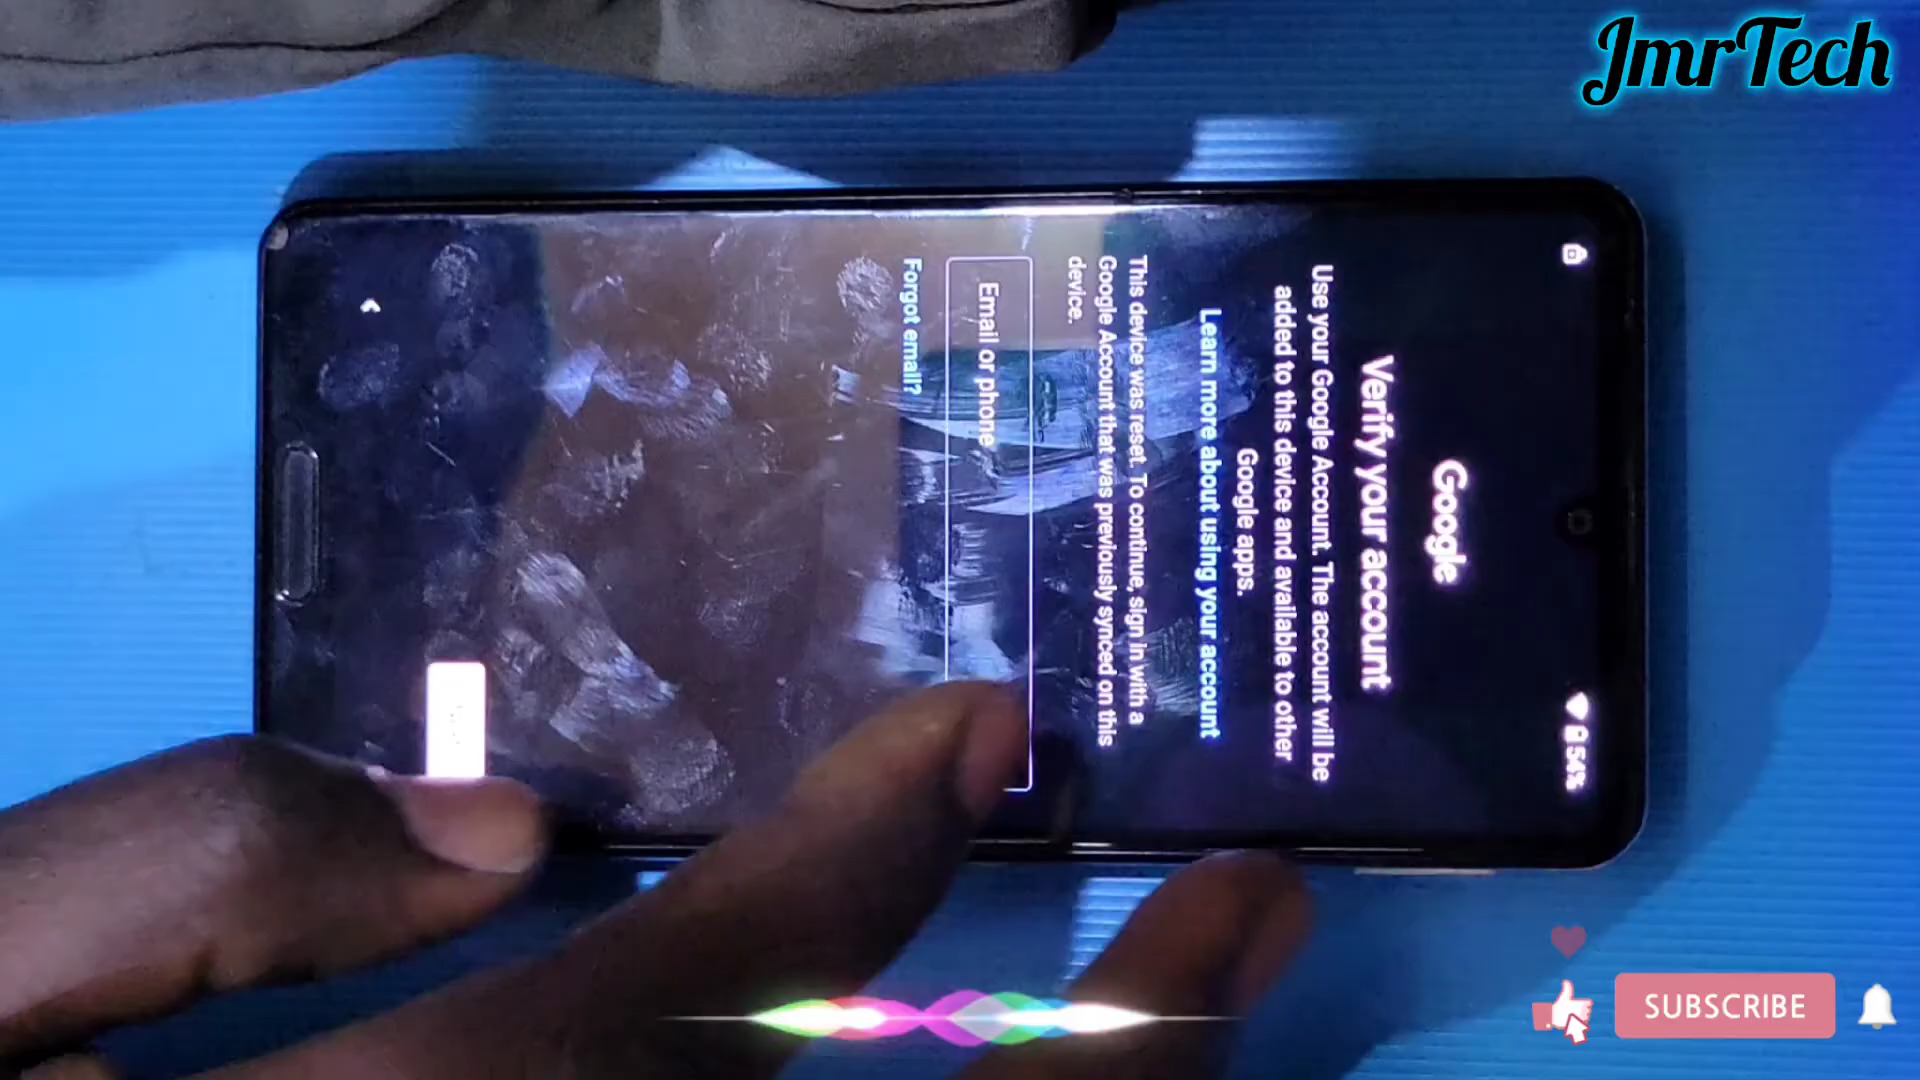 JmrTech
54%
Google
Verify your account
Use your Google Account. The account will be
added to this device and available to other
Google apps.
Learn more about using your account
This device was reset. To continue, sign in with a
Google Account that was previously synced on this
device.
Email or phone
Forgot email?
SUBSCRIBE